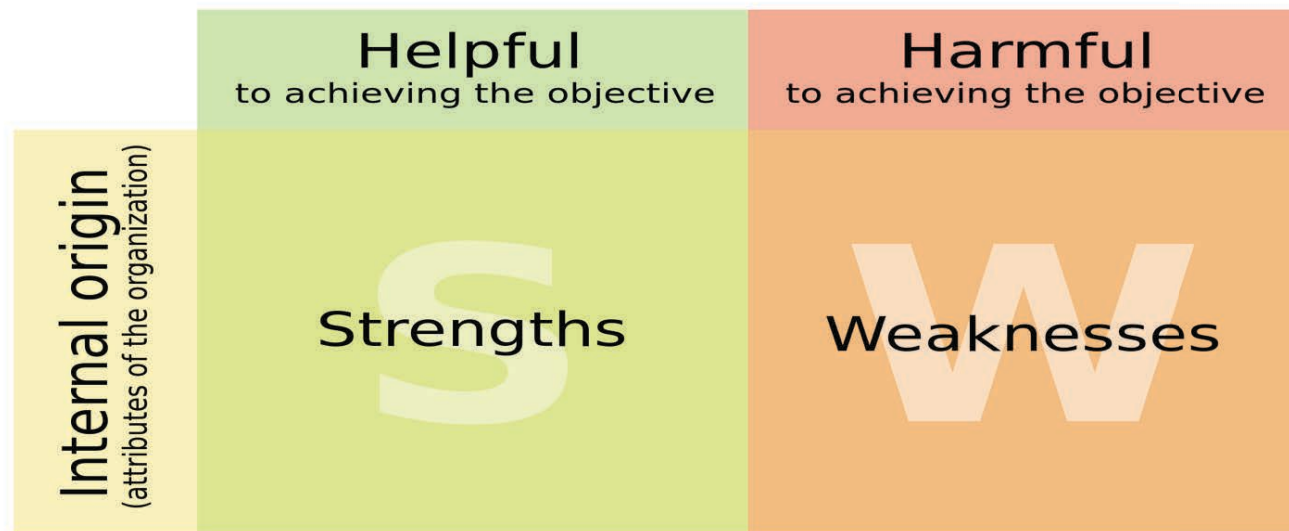 Helpful
to achieving the objective
Harmful
to achieving the objective
Internal origin
(attributes of the organization)
S
Strengths
W
Weaknesses